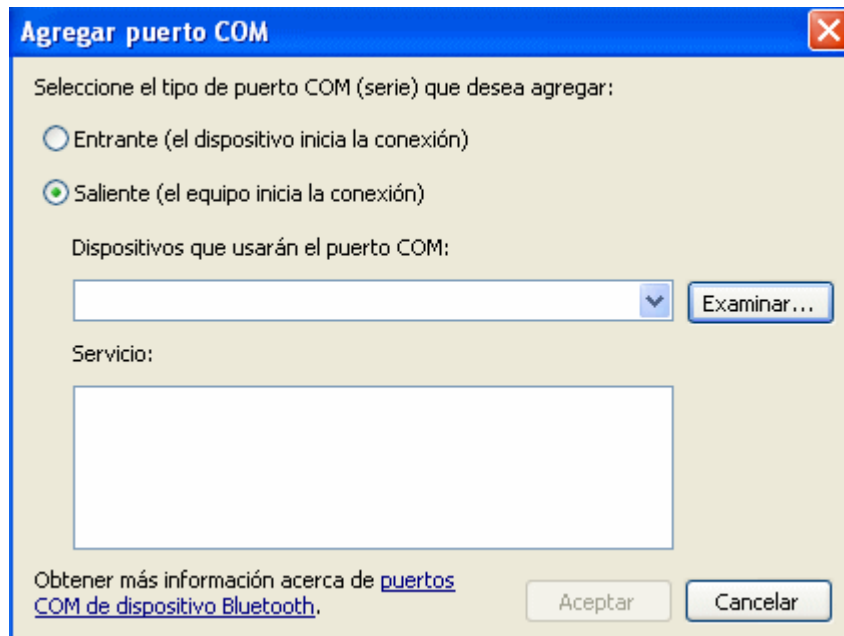 Agregar puerto COM
Seleccione el tipo de puerto COM (serie) que desea agregar:
Entrante (el dispositivo inicia la conexión)
Saliente (el equipo inicia la conexión)
Dispositivos que usarán el puerto COM:
Examinar...
Servicio:
Obtener más información acerca de puertos
COM de dispositivo Bluetooth.
Aceptar
Cancelar